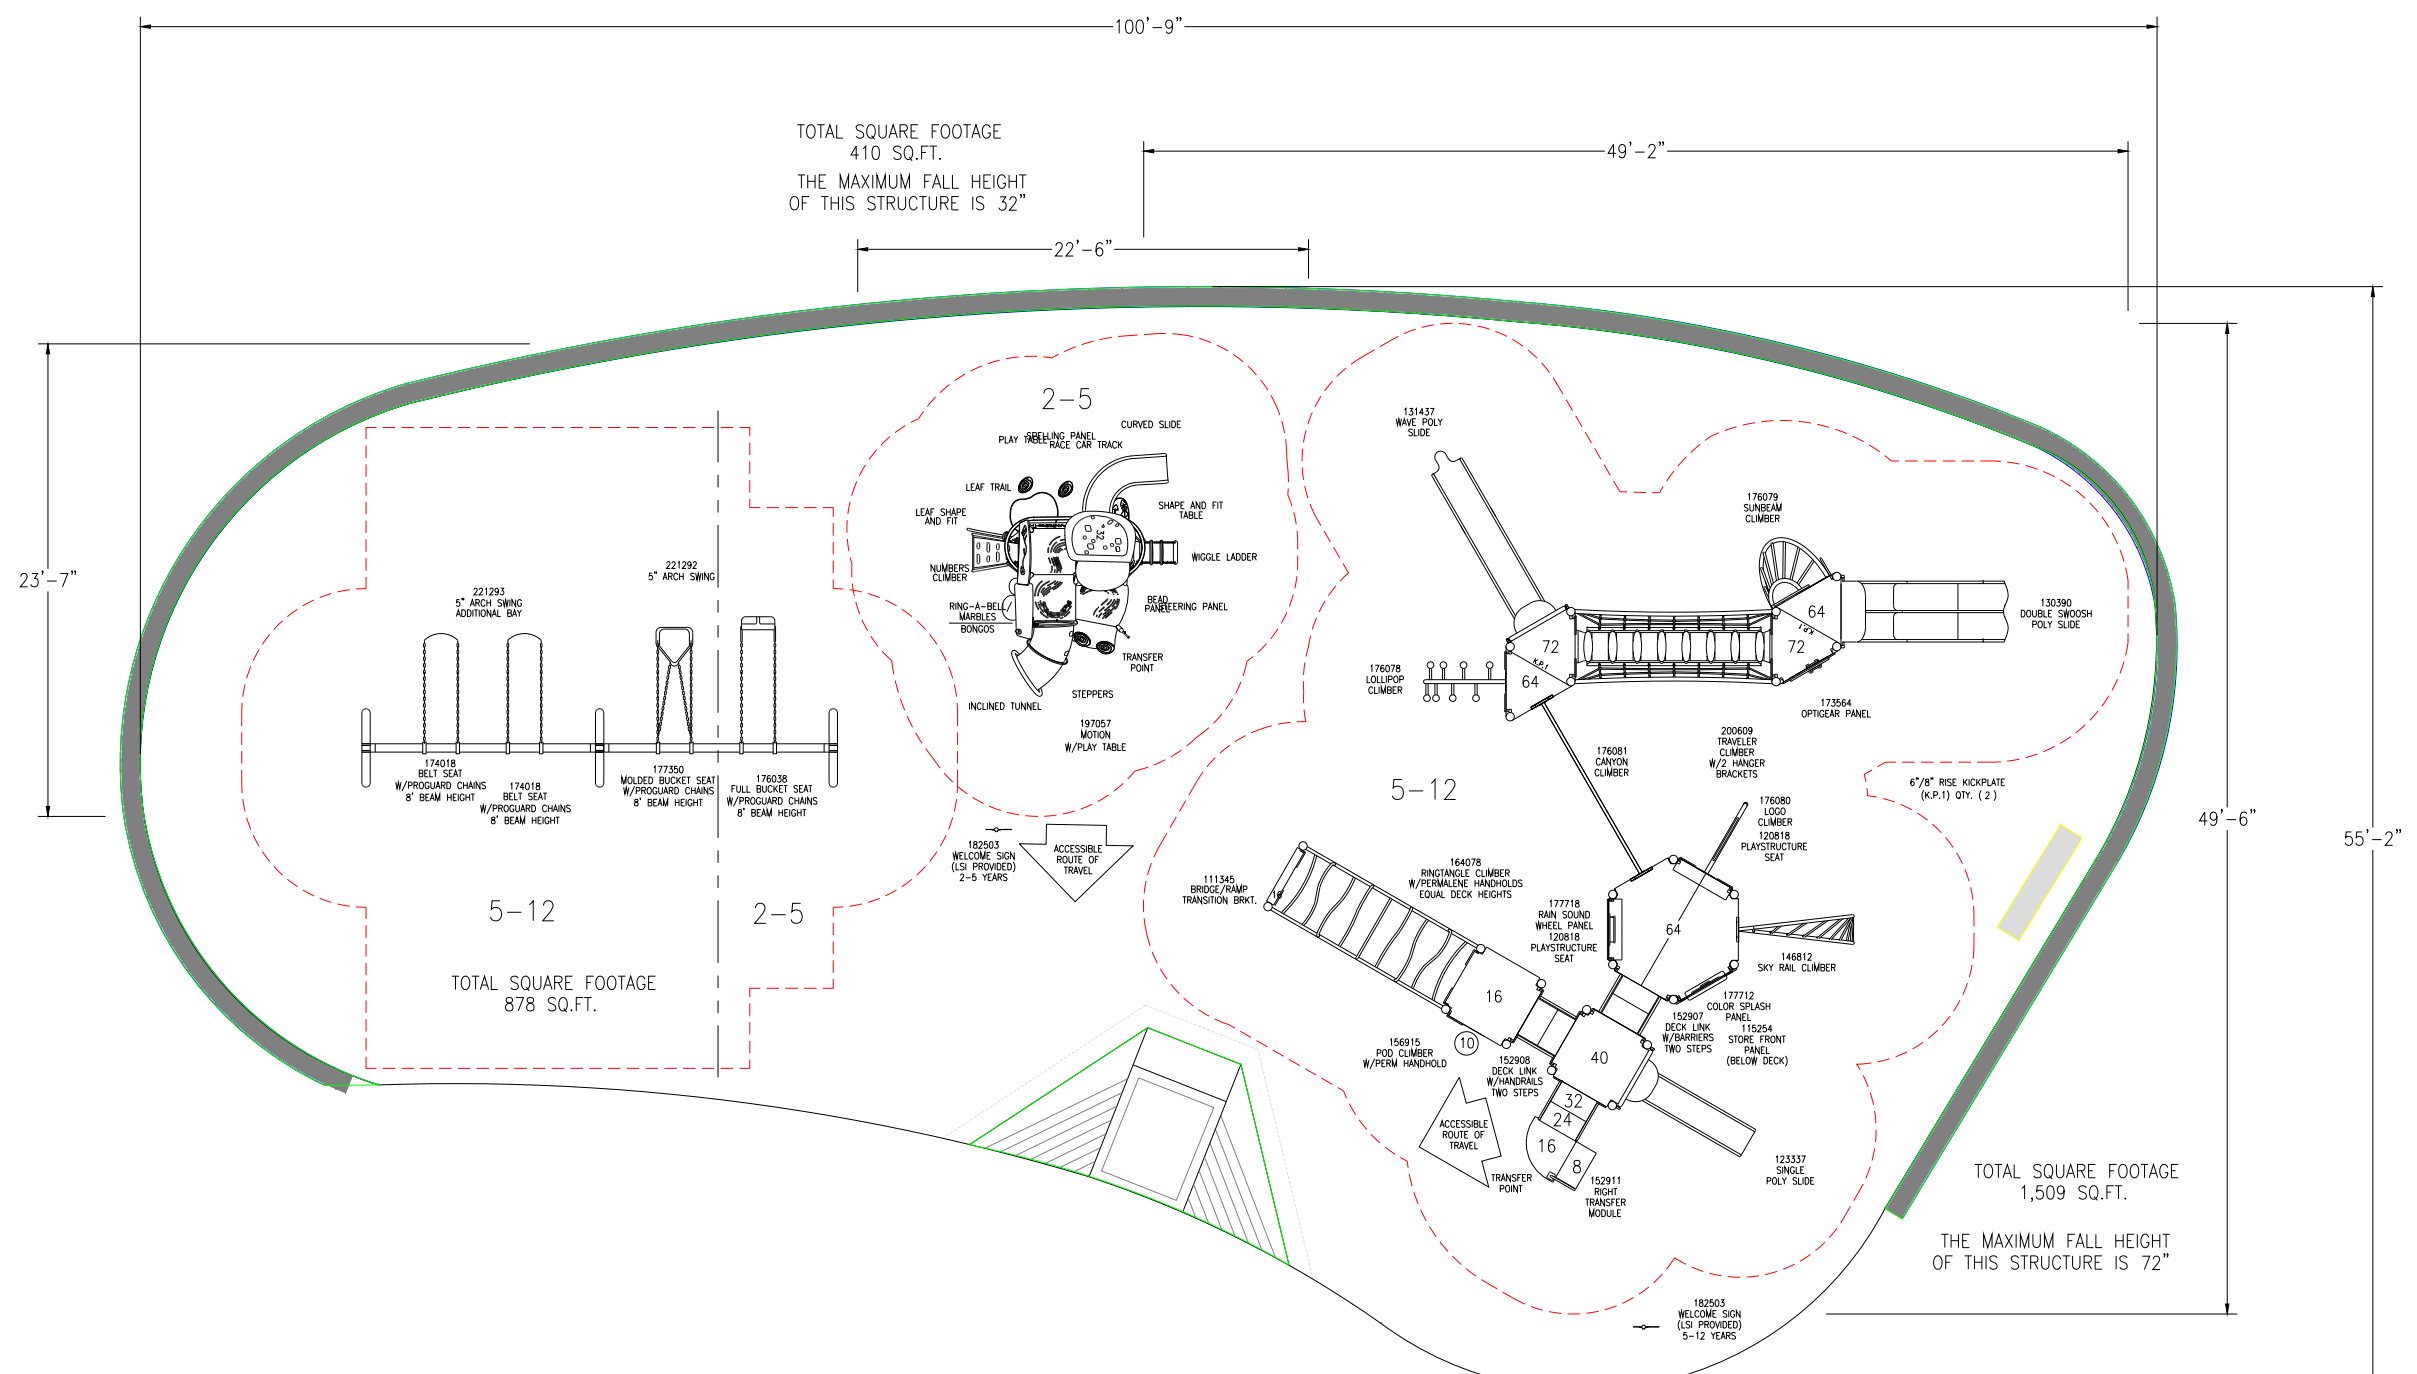 100'-9"
TOTAL SQUARE FOOTAGE
410 SQ.FT.
THE MAXIMUM FALL HEIGHT
OF THIS STRUCTURE IS 32"
49'-2"
22'-6"
23'-7"
49'-6"
55'-2"
2-5
CURVED SLIDE
PLAY TABLE
SPELLING PANEL
RACE CAR TRACK
LEAF TRAIL
LEAF SHAPE
AND FIT
SHAPE AND FIT
TABLE
32
WIGGLE LADDER
NUMBERS
CLIMBER
RING-A-BELL/
MARBLES
BONGOS
BEAD
PANEL
STEERING PANEL
TRANSFER
POINT
STEPPERS
INCLINED TUNNEL
197057
MOTION
W/PLAY TABLE
221292
5" ARCH SWING
221293
5" ARCH SWING
ADDITIONAL BAY
174018
BELT SEAT
W/PROGUARD CHAINS
8' BEAM HEIGHT
174018
BELT SEAT
W/PROGUARD CHAINS
8' BEAM HEIGHT
177350
MOLDED BUCKET SEAT
W/PROGUARD CHAINS
8' BEAM HEIGHT
176038
FULL BUCKET SEAT
W/PROGUARD CHAINS
8' BEAM HEIGHT
5-12
2-5
TOTAL SQUARE FOOTAGE
878 SQ.FT.
182503
WELCOME SIGN
(LSI PROVIDED)
2-5 YEARS
ACCESSIBLE
ROUTE OF
TRAVEL
131437
WAVE POLY
SLIDE
176079
SUNBEAM
CLIMBER
130390
DOUBLE SWOOSH
POLY SLIDE
64
K.P.1
72
72
K.P.1
64
176078
LOLLIPOP
CLIMBER
173564
OPTIGEAR PANEL
176081
CANYON
CLIMBER
200609
TRAVELER
CLIMBER
W/2 HANGER
BRACKETS
5-12
6"/8" RISE KICKPLATE
(K.P.1) QTY. ( 2 )
176080
LOGO
CLIMBER
120818
PLAYSTRUCTURE
SEAT
111345
BRIDGE/RAMP
TRANSITION BRKT.
16
164078
RINGTANGLE CLIMBER
W/PERMALENE HANDHOLDS
EQUAL DECK HEIGHTS
177718
RAIN SOUND
WHEEL PANEL
120818
PLAYSTRUCTURE
SEAT
64
146812
SKY RAIL CLIMBER
16
177712
COLOR SPLASH
PANEL
152907
DECK LINK
W/BARRIERS
TWO STEPS
115254
STORE FRONT
PANEL
(BELOW DECK)
156915
POD CLIMBER
W/PERM HANDHOLD
10
152908
DECK LINK
W/HANDRAILS
TWO STEPS
40
32
24
16
8
ACCESSIBLE
ROUTE OF
TRAVEL
TRANSFER
POINT
152911
RIGHT
TRANSFER
MODULE
123337
SINGLE
POLY SLIDE
TOTAL SQUARE FOOTAGE
1,509 SQ.FT.
THE MAXIMUM FALL HEIGHT
OF THIS STRUCTURE IS 72"
182503
WELCOME SIGN
(LSI PROVIDED)
5-12 YEARS